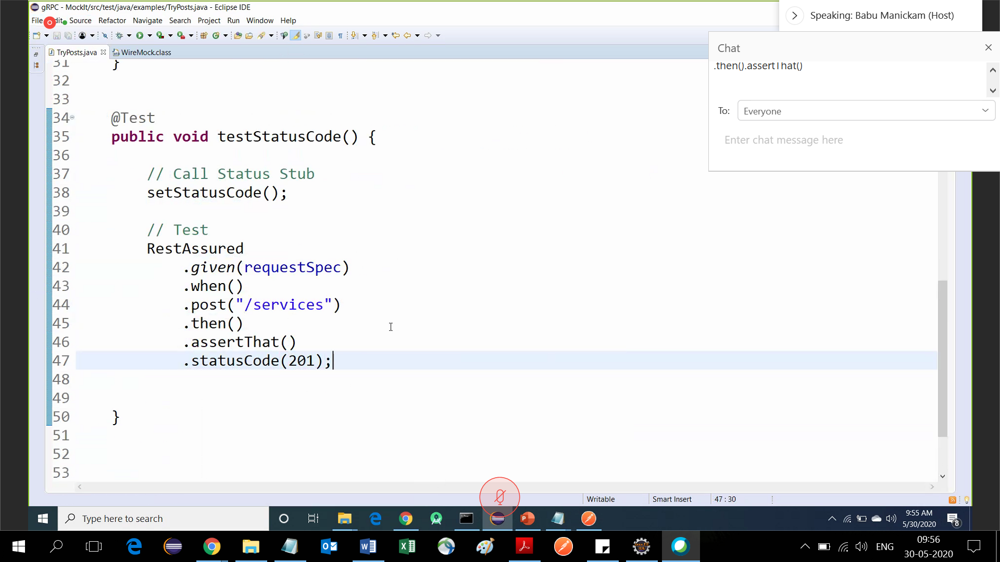 gRPC - MockIt/src/test/java/examples/TryPosts.java - Eclipse IDE
Speaking: Babu Manickam (Host)
File Edit Source Refactor Navigate Search Project Run Window Help
TryPosts.java WireMock.class
Chat
.then().assertThat()
To: Everyone
Enter chat message here
31 }
32
33
34 @Test
35 public void testStatusCode() {
36
37 // Call Status Stub
38 setStatusCode();
39
40 // Test
41 RestAssured
42 .given(requestSpec)
43 .when()
44 .post("/services")
45 .then()
46 .assertThat()
47 .statusCode(201);
48
49
50 }
51
52
53
Writable Smart Insert 47 : 30
Type here to search
9:55 AM
5/30/2020
8
ENG
09:56
30-05-2020